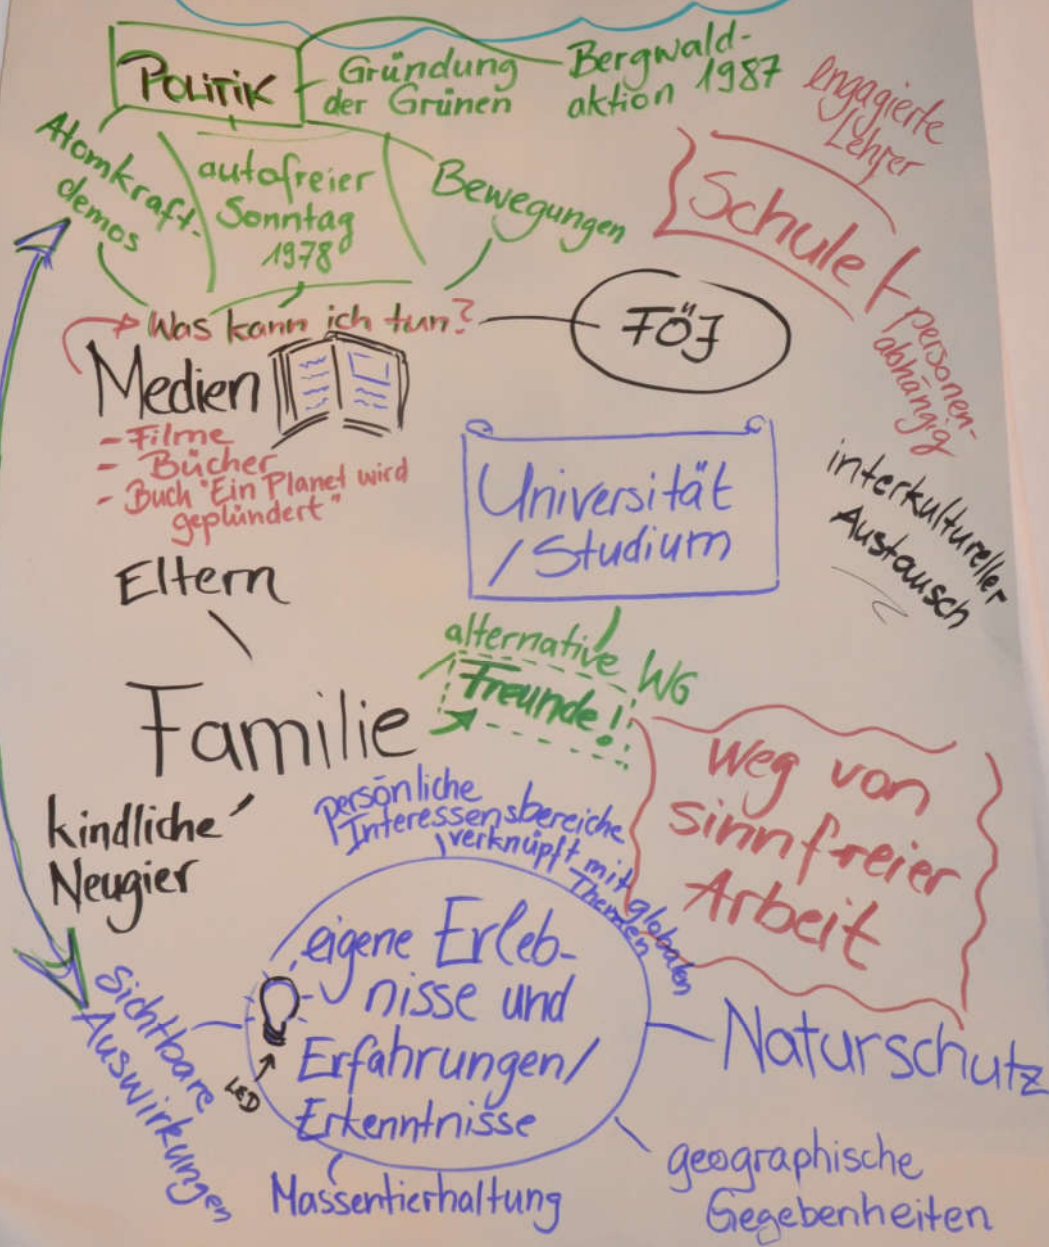 Politik
Gründung
der Grünen
Bergwald-
aktion 1987
engagierte
Lehrer
Atomkraft-
demos
autofreier
Sonntag
1978
Bewegungen
Schule
personen-
abhängig
Was kann ich tun?
FÖJ
Medien
- Filme
- Bücher
- Buch "Ein Planet wird
geplündert"
Universität
/Studium
interkultureller
Austausch
Eltern
alternative WG
Freunde!
Familie
Weg von
sinnfreier
Arbeit
kindliche
Neugier
persönliche
Interessensbereiche
verknüpft mit globalen
Themen
eigene Erleb-
nisse und
Erfahrungen/
Erkenntnisse
LED
Sichtbare
Auswirkungen
Naturschutz
Massentierhaltung
geographische
Gegebenheiten